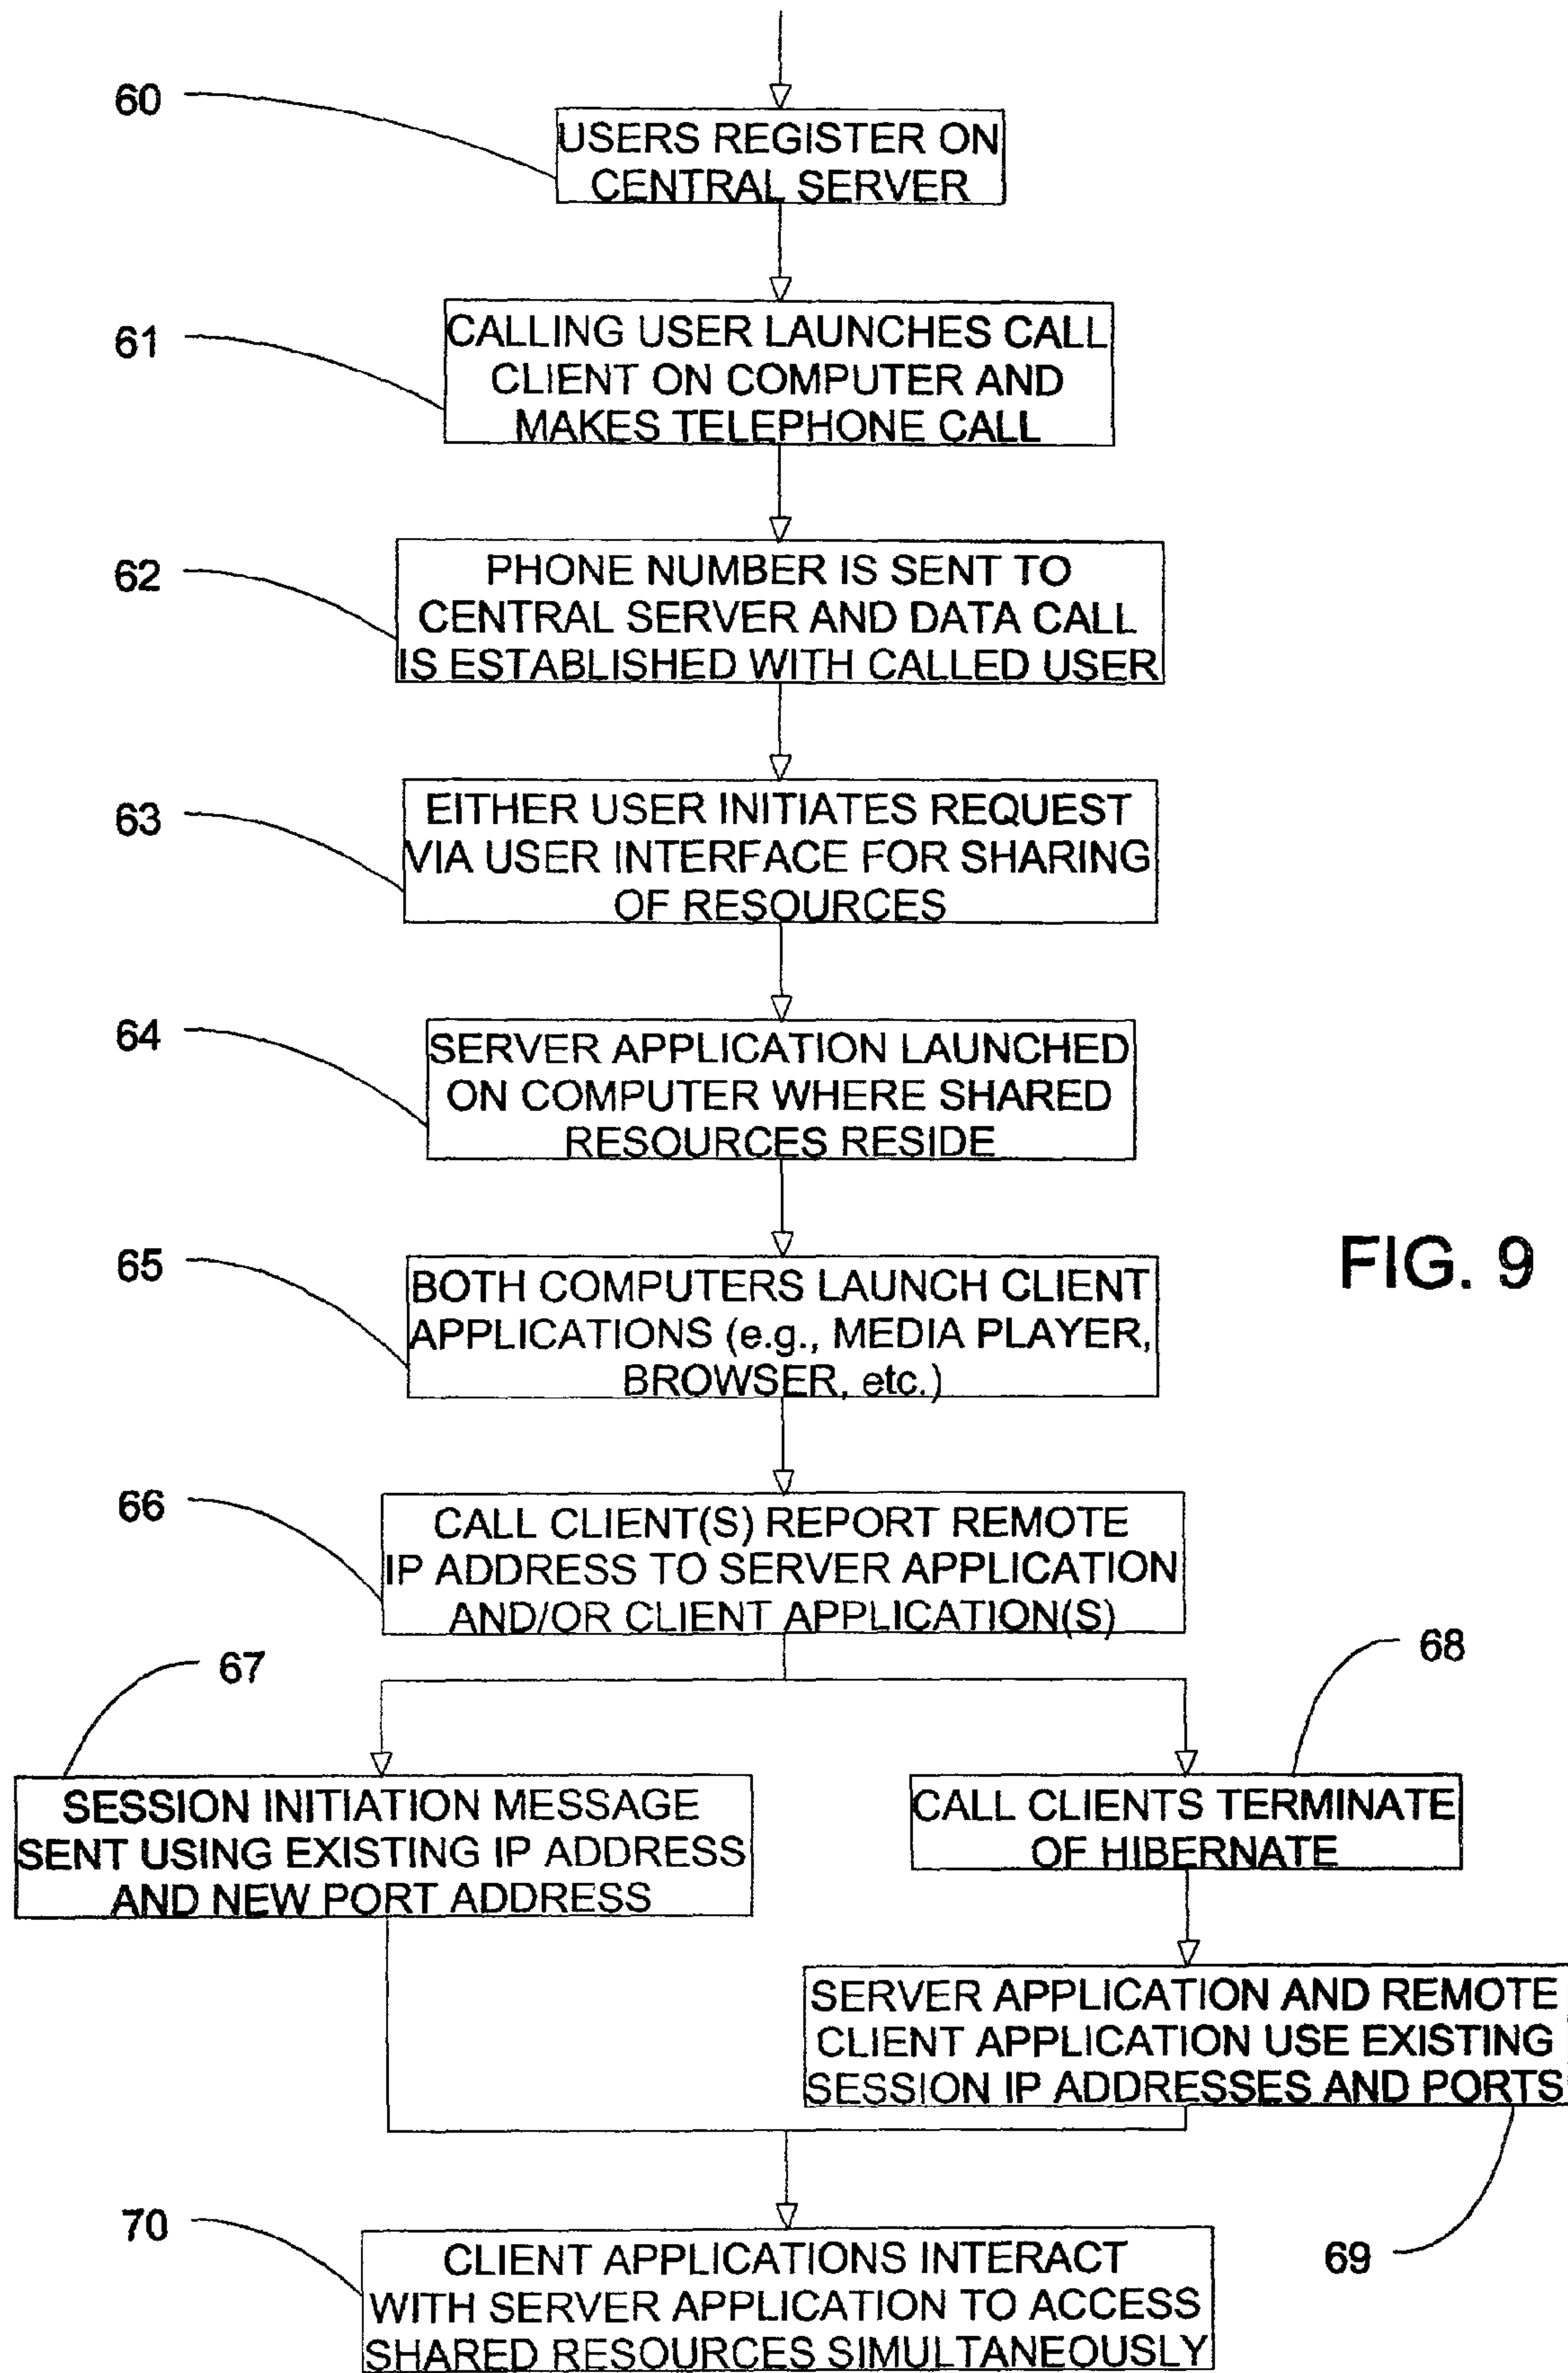 60
USERS REGISTER ON
CENTRAL SERVER
61
CALLING USER LAUNCHES CALL
CLIENT ON COMPUTER AND
MAKES TELEPHONE CALL
62
PHONE NUMBER IS SENT TO
CENTRAL SERVER AND DATA CALL
IS ESTABLISHED WITH CALLED USER
63
EITHER USER INITIATES REQUEST
VIA USER INTERFACE FOR SHARING
OF RESOURCES
64
SERVER APPLICATION LAUNCHED
ON COMPUTER WHERE SHARED
RESOURCES RESIDE
65
BOTH COMPUTERS LAUNCH CLIENT
APPLICATIONS (e.g., MEDIA PLAYER,
BROWSER, etc.)
FIG. 9
66
CALL CLIENT(S) REPORT REMOTE
IP ADDRESS TO SERVER APPLICATION
AND/OR CLIENT APPLICATION(S)
67
SESSION INITIATION MESSAGE
SENT USING EXISTING IP ADDRESS
AND NEW PORT ADDRESS
68
CALL CLIENTS TERMINATE
OF HIBERNATE
SERVER APPLICATION AND REMOTE
CLIENT APPLICATION USE EXISTING
SESSION IP ADDRESSES AND PORTS
69
70
CLIENT APPLICATIONS INTERACT
WITH SERVER APPLICATION TO ACCESS
SHARED RESOURCES SIMULTANEOUSLY